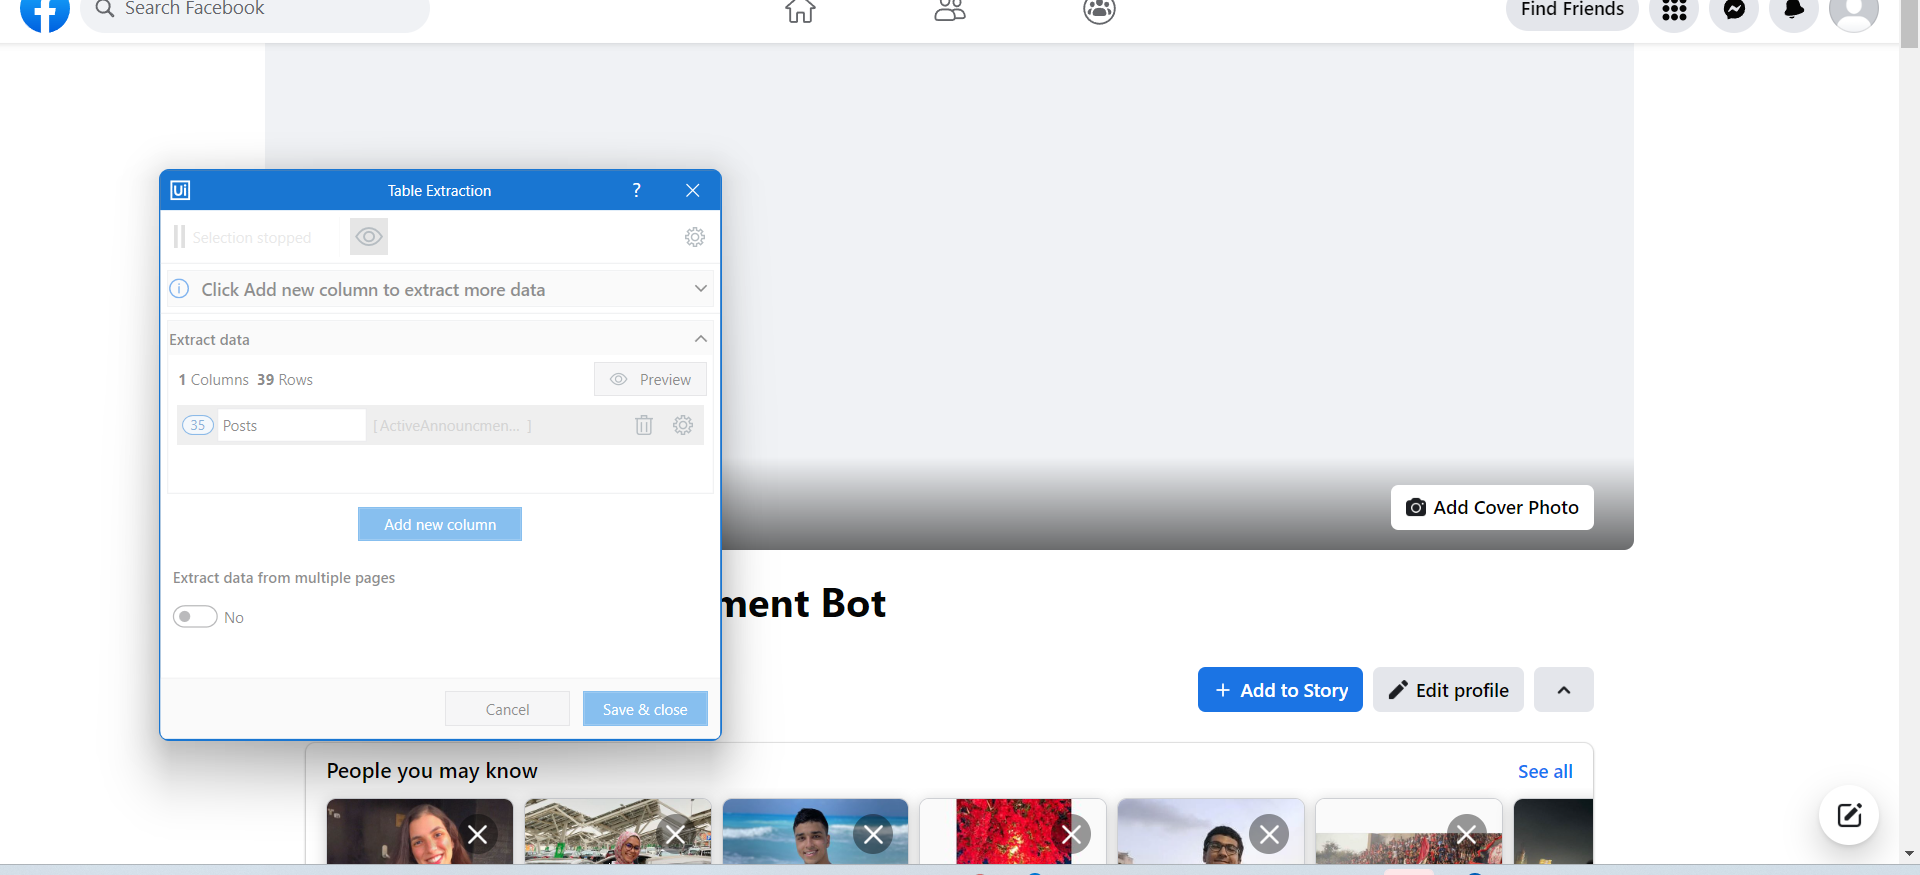 Search Facebook
Find Friends
Ui
Table Extraction
?
Selection stopped
Click Add new column to extract more data
Extract data
1 Columns 39 Rows
Preview
35
Posts
[ActiveAnnouncmen... ]
Add new column
Add Cover Photo
Extract data from multiple pages
ment Bot
No
Add to Story
Edit profile
Cancel
Save & close
People you may know
See all